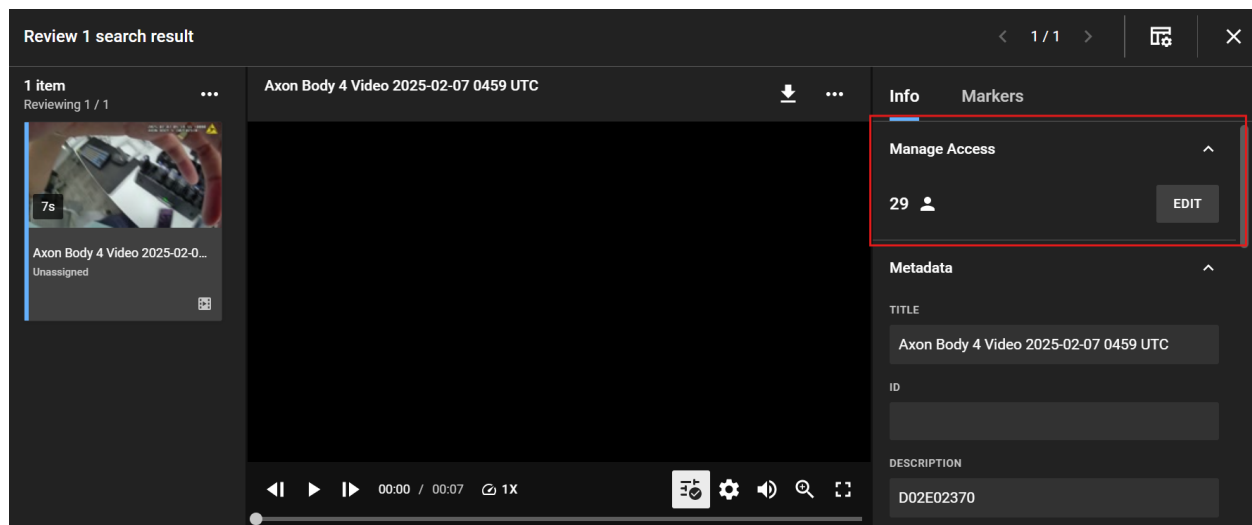 Review 1 search result
1 / 1
1 item
Reviewing 1 / 1
7s
Axon Body 4 Video 2025-02-0...
Unassigned
Axon Body 4 Video 2025-02-07 0459 UTC
00:00 / 00:07
1X
Info
Markers
Manage Access
29
EDIT
Metadata
TITLE
Axon Body 4 Video 2025-02-07 0459 UTC
ID
DESCRIPTION
D02E02370